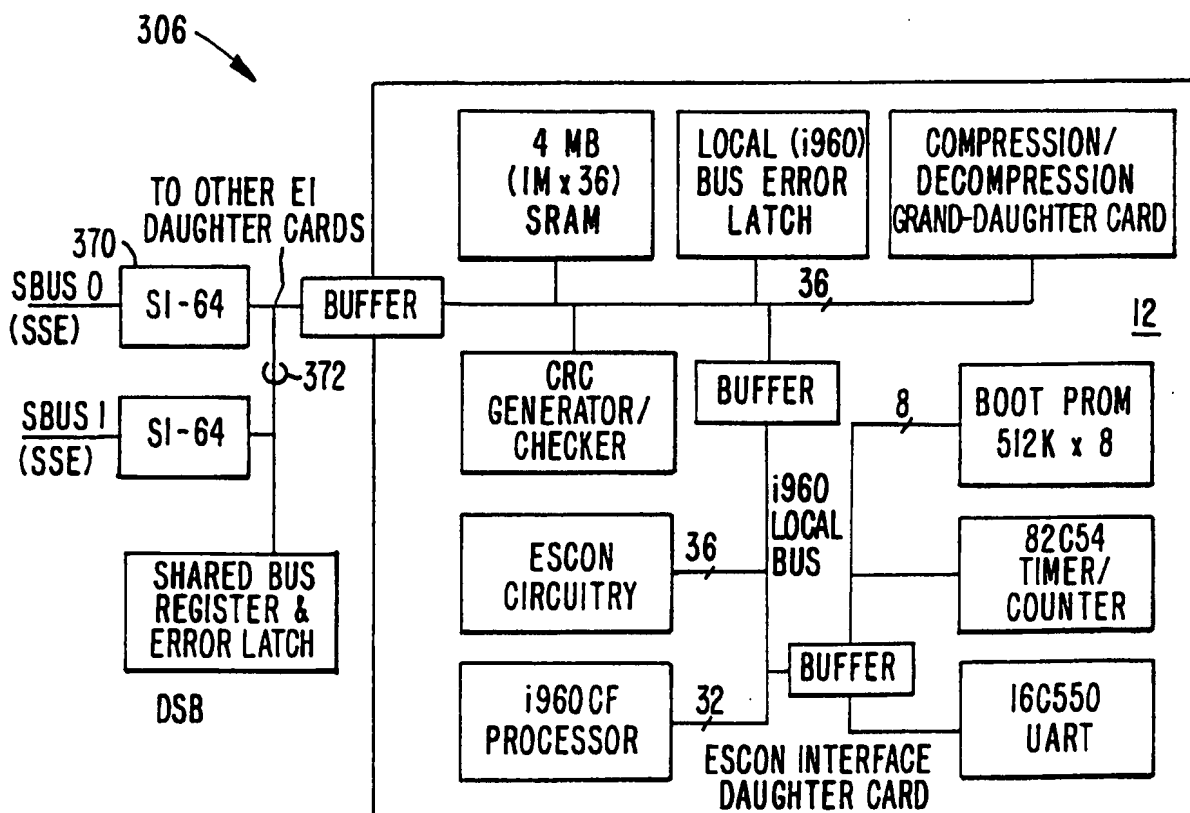 306
4 MB
(1M x 36)
SRAM
LOCAL (i960)
BUS ERROR
LATCH
COMPRESSION/
DECOMPRESSION
GRAND-DAUGHTER CARD
TO OTHER EI
DAUGHTER CARDS
370
SBUS 0
(SSE)
SI-64
BUFFER
36
12
372
SBUS 1
(SSE)
SI-64
CRC
GENERATOR/
CHECKER
BUFFER
8
BOOT PROM
512K x 8
i960
LOCAL
BUS
SHARED BUS
REGISTER &
ERROR LATCH
DSB
ESCON
CIRCUITRY
36
82C54
TIMER/
COUNTER
BUFFER
i960CF
PROCESSOR
32
16C550
UART
ESCON INTERFACE
DAUGHTER CARD